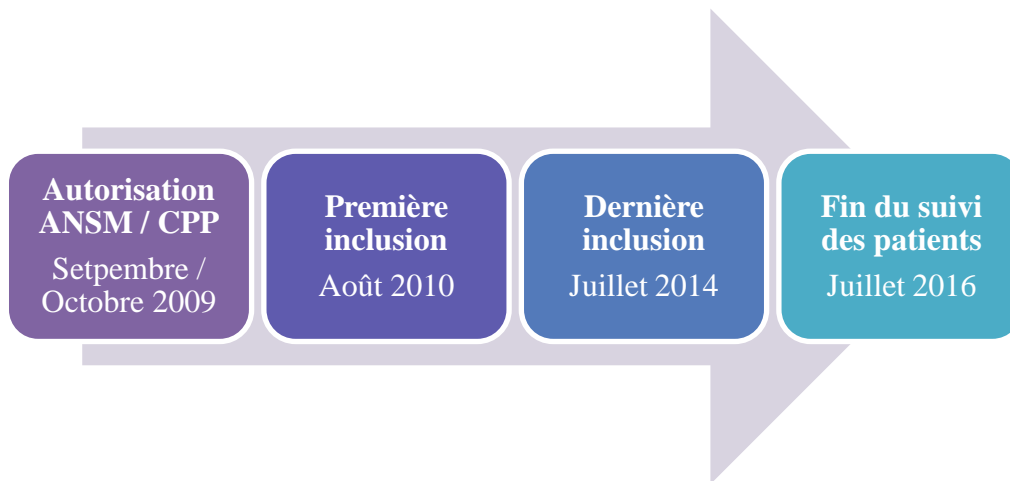 Autorisation
ANSM / CPP
Setpembre /
Octobre 2009
Première
inclusion
Août 2010
Dernière
inclusion
Juillet 2014
Fin du suivi
des patients
Juillet 2016